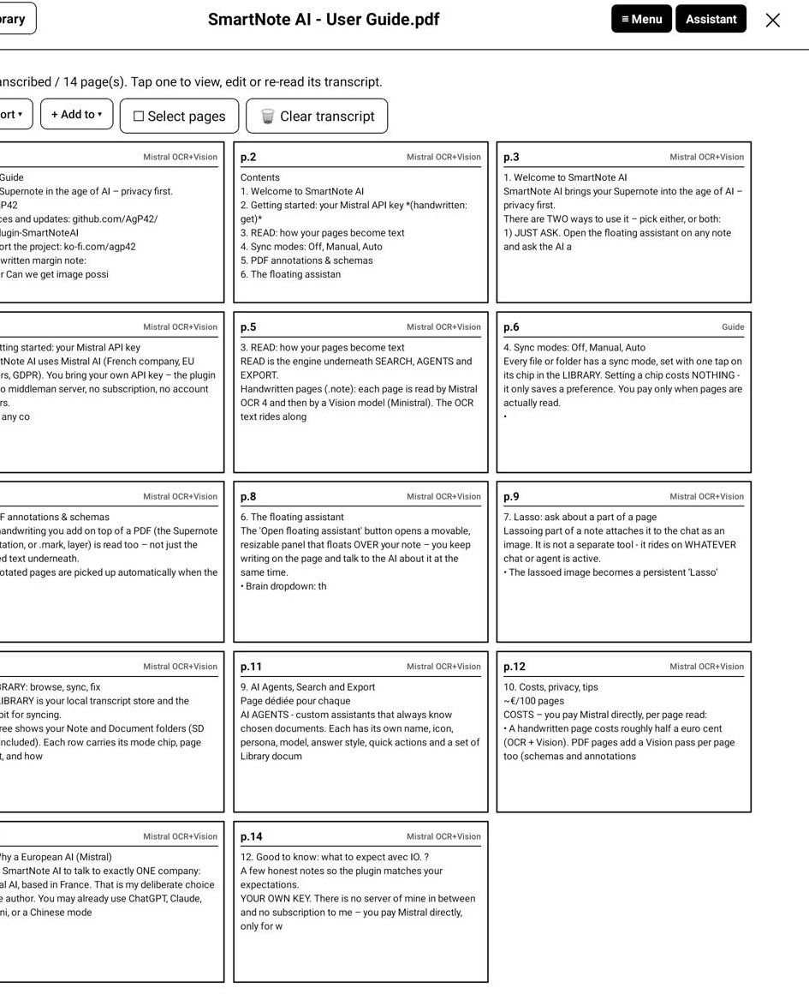 brary
SmartNote AI - User Guide.pdf
≡ Menu
Assistant
anscribed / 14 page(s). Tap one to view, edit or re-read its transcript.
ort ▾
+ Add to ▾
☐ Select pages
🗑 Clear transcript
Mistral OCR+Vision
Guide
Supernote in the age of AI – privacy first.
gP42
ces and updates: github.com/AgP42/
lugin-SmartNoteAI
ort the project: ko-fi.com/agp42
written margin note:
r Can we get image possi
p.2
Mistral OCR+Vision
Contents
1. Welcome to SmartNote AI
2. Getting started: your Mistral API key *(handwritten:
get)*
3. READ: how your pages become text
4. Sync modes: Off, Manual, Auto
5. PDF annotations & schemas
6. The floating assistan
p.3
Mistral OCR+Vision
1. Welcome to SmartNote AI
SmartNote AI brings your Supernote into the age of AI –
privacy first.
There are TWO ways to use it – pick either, or both:
1) JUST ASK. Open the floating assistant on any note
and ask the AI a
Mistral OCR+Vision
tting started: your Mistral API key
tNote AI uses Mistral AI (French company, EU
rs, GDPR). You bring your own API key – the plugin
o middleman server, no subscription, no account
rs.
any co
p.5
Mistral OCR+Vision
3. READ: how your pages become text
READ is the engine underneath SEARCH, AGENTS and
EXPORT.
Handwritten pages (.note): each page is read by Mistral
OCR 4 and then by a Vision model (Ministral). The OCR
text rides along
p.6
Guide
4. Sync modes: Off, Manual, Auto
Every file or folder has a sync mode, set with one tap on
its chip in the LIBRARY. Setting a chip costs NOTHING -
it only saves a preference. You pay only when pages are
actually read.
•
Mistral OCR+Vision
F annotations & schemas
andwriting you add on top of a PDF (the Supernote
tation, or .mark, layer) is read too – not just the
ed text underneath.
otated pages are picked up automatically when the
p.8
Mistral OCR+Vision
6. The floating assistant
The 'Open floating assistant' button opens a movable,
resizable panel that floats OVER your note – you keep
writing on the page and talk to the AI about it at the
same time.
• Brain dropdown: th
p.9
Mistral OCR+Vision
7. Lasso: ask about a part of a page
Lassoing part of a note attaches it to the chat as an
image. It is not a separate tool - it rides on WHATEVER
chat or agent is active.
• The lassoed image becomes a persistent ‘Lasso’
Mistral OCR+Vision
BRARY: browse, sync, fix
LIBRARY is your local transcript store and the
pit for syncing.
ree shows your Note and Document folders (SD
included). Each row carries its mode chip, page
t, and how
p.11
Mistral OCR+Vision
9. AI Agents, Search and Export
Page dédiée pour chaque
AI AGENTS - custom assistants that always know
chosen documents. Each has its own name, icon,
persona, model, answer style, quick actions and a set of
Library docum
p.12
Mistral OCR+Vision
10. Costs, privacy, tips
~€/100 pages
COSTS – you pay Mistral directly, per page read:
• A handwritten page costs roughly half a euro cent
(OCR + Vision). PDF pages add a Vision pass per page
too (schemas and annotations
Mistral OCR+Vision
hy a European AI (Mistral)
SmartNote AI to talk to exactly ONE company:
al AI, based in France. That is my deliberate choice
e author. You may already use ChatGPT, Claude,
ni, or a Chinese mode
p.14
Mistral OCR+Vision
12. Good to know: what to expect avec IO. ?
A few honest notes so the plugin matches your
expectations.
YOUR OWN KEY. There is no server of mine in between
and no subscription to me – you pay Mistral directly,
only for w